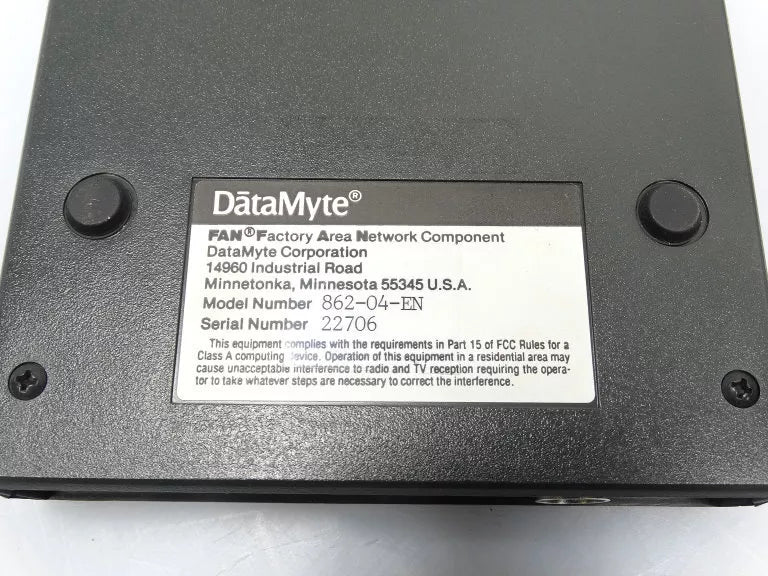 DātaMyte®
FAN® Factory Area Network Component
DataMyte Corporation
14960 Industrial Road
Minnetonka, Minnesota 55345 U.S.A.
Model Number 862-04-EN
Serial Number 22706
This equipment complies with the requirements in Part 15 of FCC Rules for a
Class A computing device. Operation of this equipment in a residential area may
cause unacceptable interference to radio and TV reception requiring the opera-
tor to take whatever steps are necessary to correct the interference.